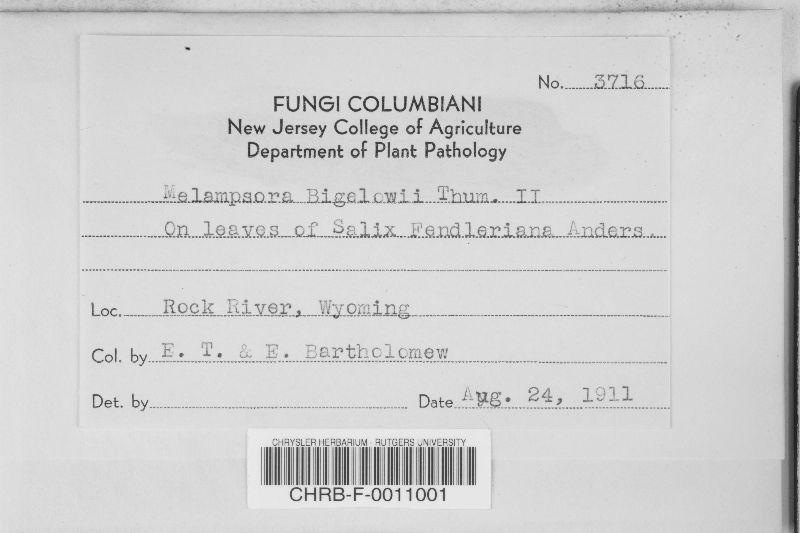 No. 3716
FUNGI COLUMBIANI
New Jersey College of Agriculture
Department of Plant Pathology
Melampsora Bigelowii Thum. II
On leaves of Salix Fendleriana Anders.
Loc. Rock River, Wyoming
Col. by E. T. & E. Bartholomew
Det. by
Date Aug. 24, 1911
CHRYSLER HERBARIUM - RUTGERS UNIVERSITY
CHRB-F-0011001